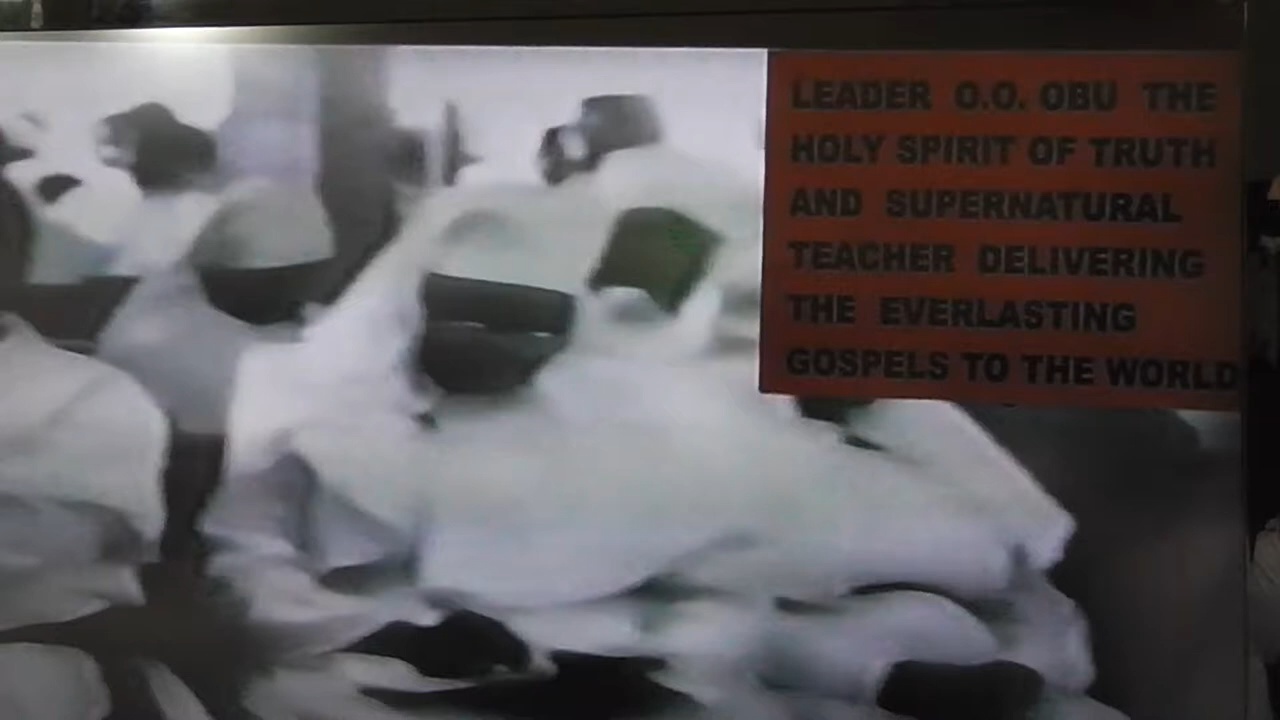 LEADER O.O. OBU THE
HOLY SPIRIT OF TRUTH
AND SUPERNATURAL
TEACHER DELIVERING
THE EVERLASTING
GOSPELS TO THE WORLD